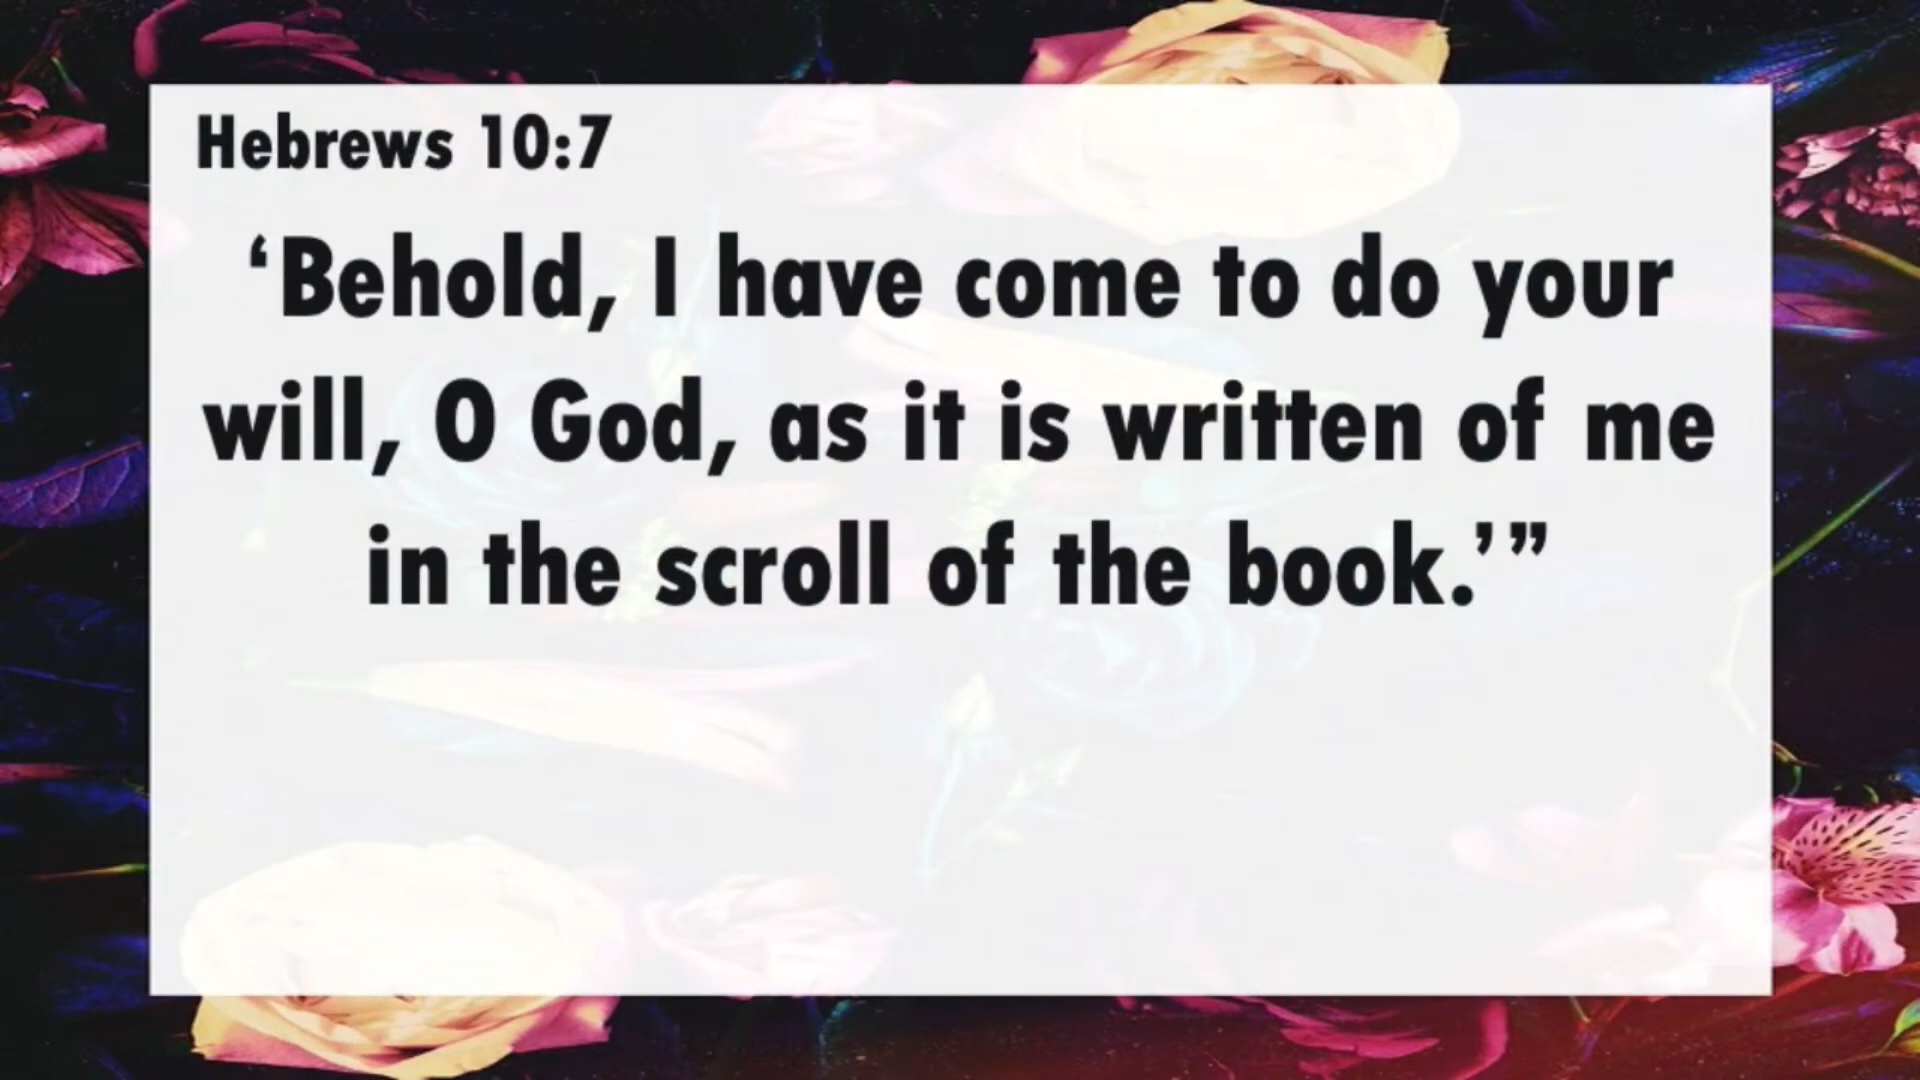 Hebrews 10:7
‘Behold, I have come to do your
will, O God, as it is written of me
in the scroll of the book.’”